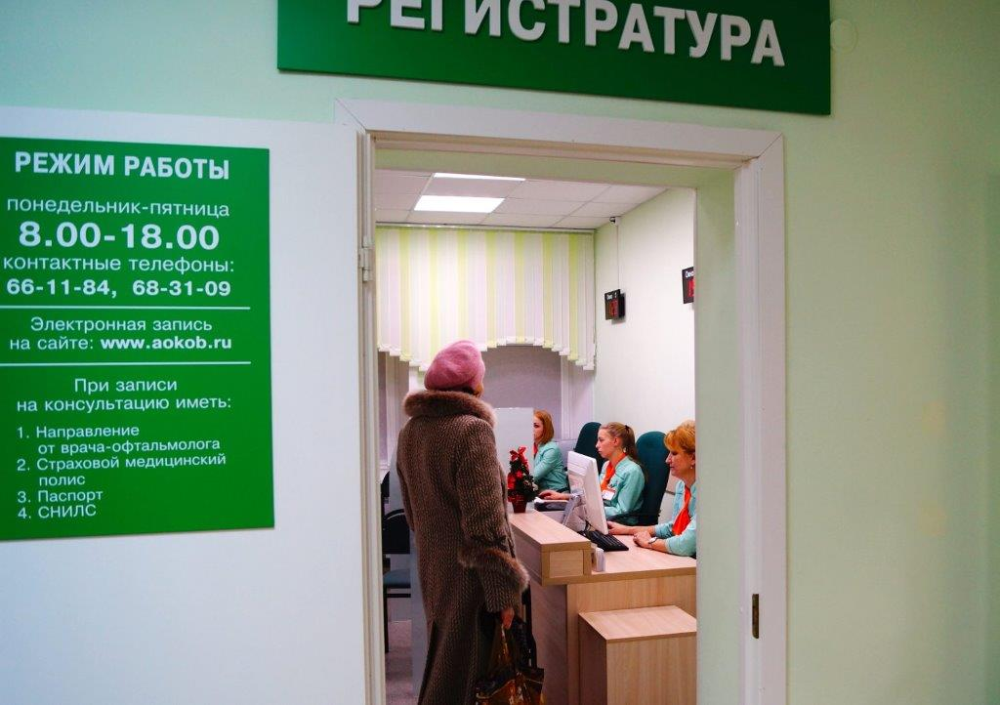 РЕГИСТРАТУРА
РЕЖИМ РАБОТЫ
понедельник-пятница
8.00-18.00
контактные телефоны:
66-11-84, 68-31-09
Электронная запись
на сайте: www.aokob.ru
При записи
на консультацию иметь:
1. Направление
от врача-офтальмолога
2. Страховой медицинский
полис
3. Паспорт
4. СНИЛС